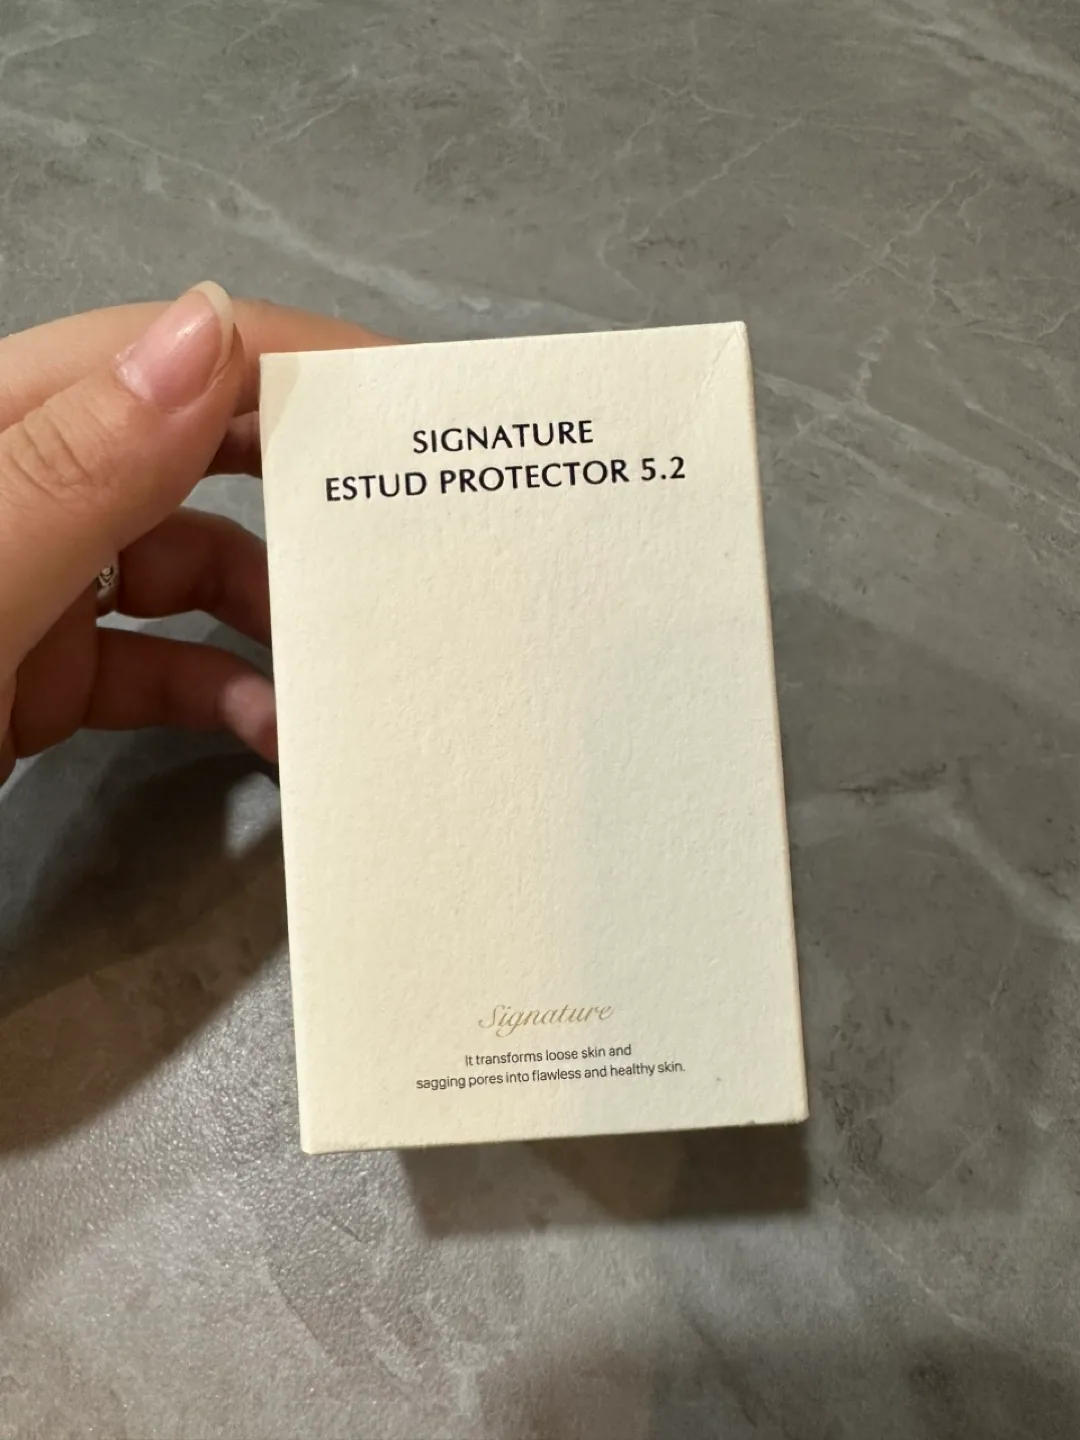 SIGNATURE
ESTUD PROTECTOR 5.2
Signature
It transforms loose skin and
sagging pores into flawless and healthy skin.